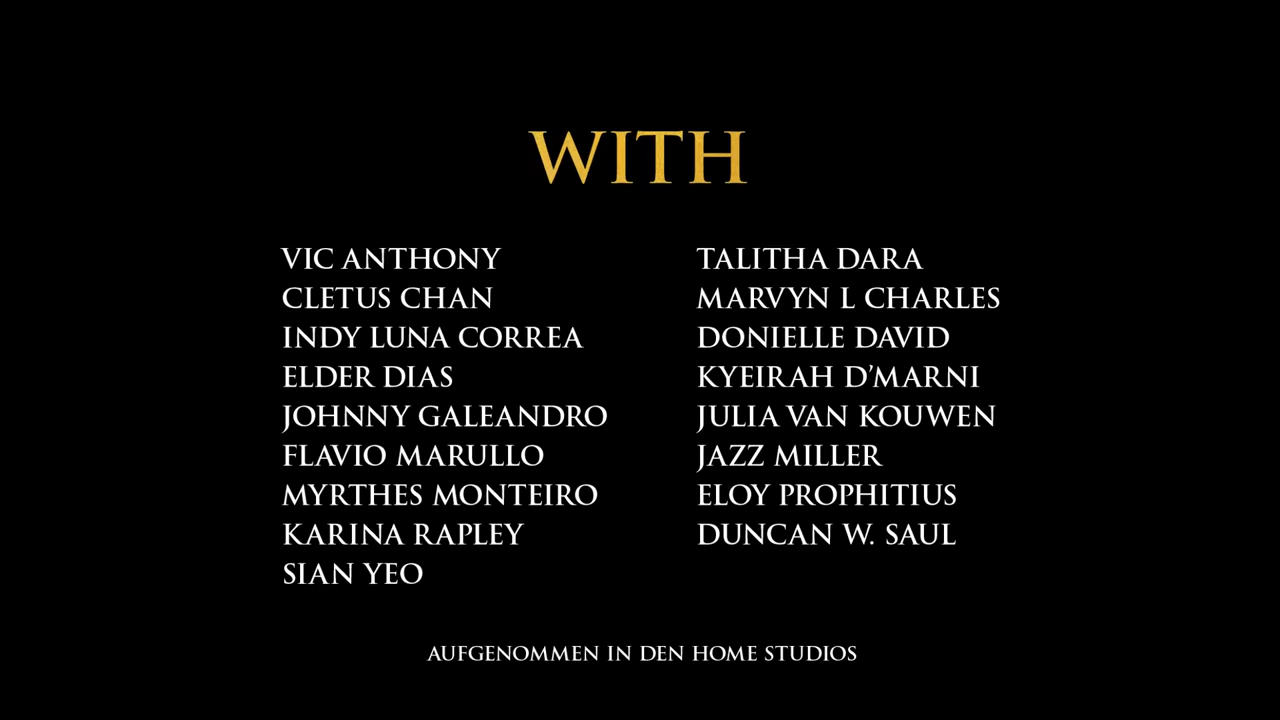 WITH
VIC ANTHONY
CLETUS CHAN
INDY LUNA CORREA
ELDER DIAS
JOHNNY GALEANDRO
FLAVIO MARULLO
MYRTHES MONTEIRO
KARINA RAPLEY
SIAN YEO
TALITHA DARA
MARVYN L CHARLES
DONIELLE DAVID
KYEIRAH D’MARNI
JULIA VAN KOUWEN
JAZZ MILLER
ELOY PROPHITIUS
DUNCAN W. SAUL
AUFGENOMMEN IN DEN HOME STUDIOS